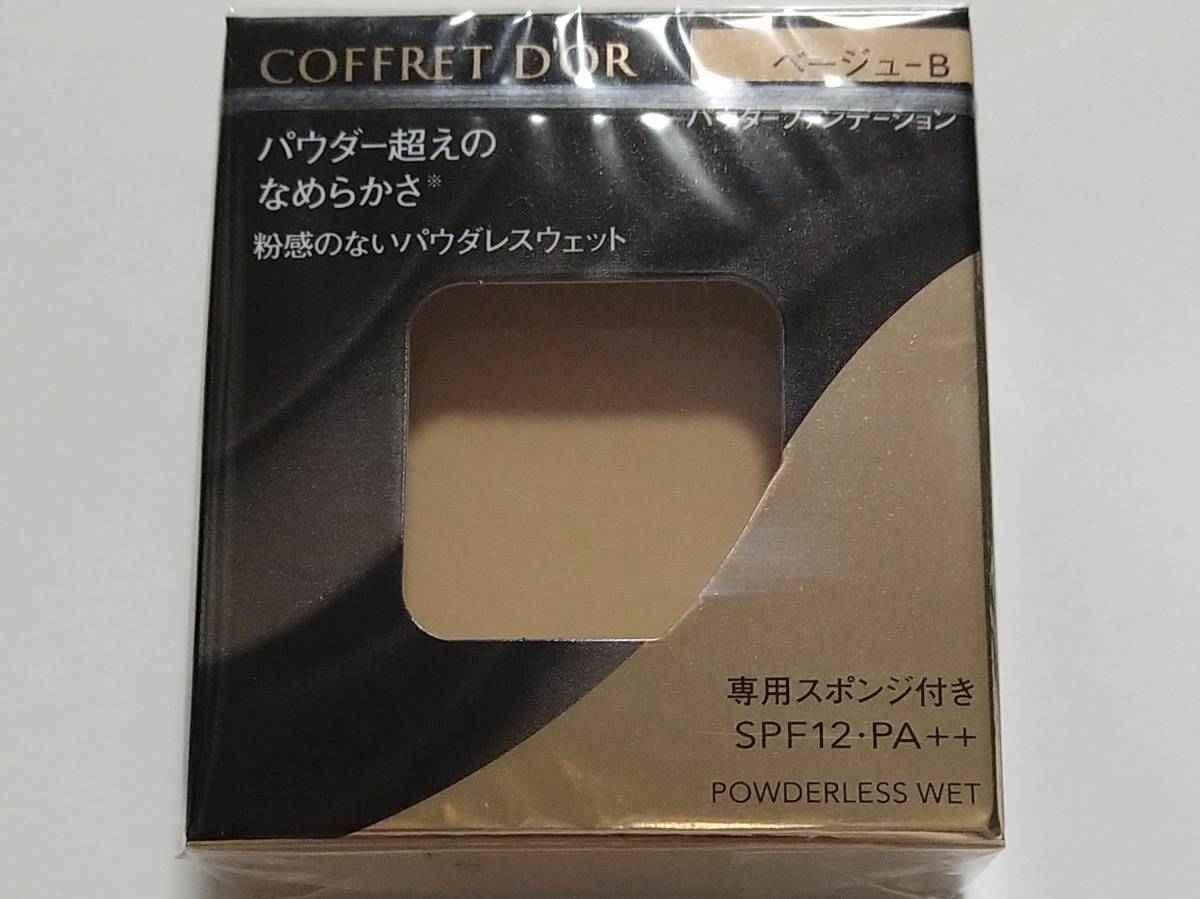 COFFRET D'OR
ベージュ-B
パウダーファンデーション
パウダー超えの
なめらかさ※
粉感のないパウダレスウェット
専用スポンジ付き
SPF12・PA++
POWDERLESS WET